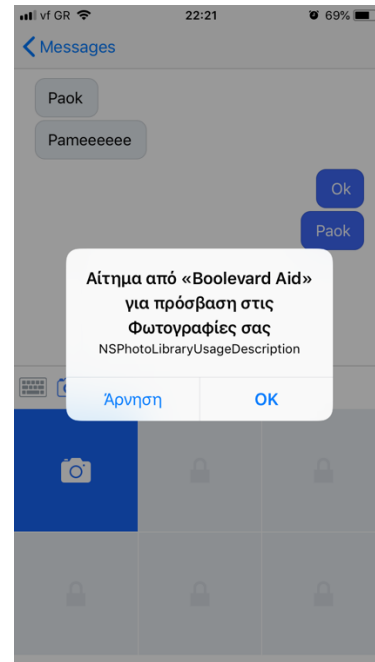 vf GR 22:21 69%
Messages
Paok
Pameeeeee
Ok
Paok
Αίτημα από «Boolevard Aid»
για πρόσβαση στις
Φωτογραφίες σας
NSPhotoLibraryUsageDescription
Άρνηση OK